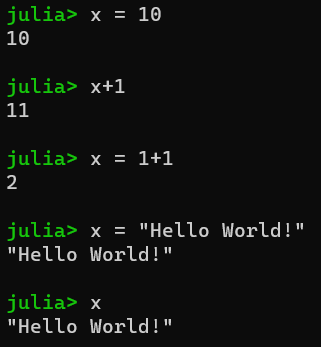 julia> x = 10
10
julia> x+1
11
julia> x = 1+1
2
julia> x = "Hello World!"
"Hello World!"
julia> x
"Hello World!"